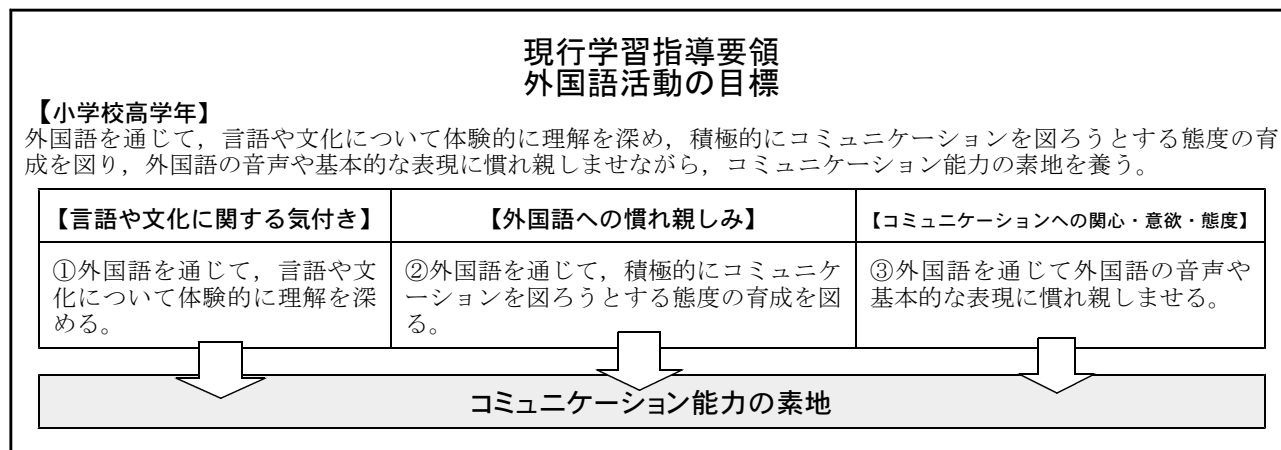 現行学習指導要領
外国語活動の目標
【小学校高学年】
外国語を通じて，言語や文化について体験的に理解を深め，積極的にコミュニケーションを図ろうとする態度の育
成を図り，外国語の音声や基本的な表現に慣れ親しませながら，コミュニケーション能力の素地を養う。
【言語や文化に関する気付き】
①外国語を通じて，言語や文
化について体験的に理解を深
める。
【外国語への慣れ親しみ】
②外国語を通じて，積極的にコミュニケ
ーションを図ろうとする態度の育成を図
る。
【コミュニケーションへの関心・意欲・態度】
③外国語を通じて外国語の音声や
基本的な表現に慣れ親しませる。
コミュニケーション能力の素地